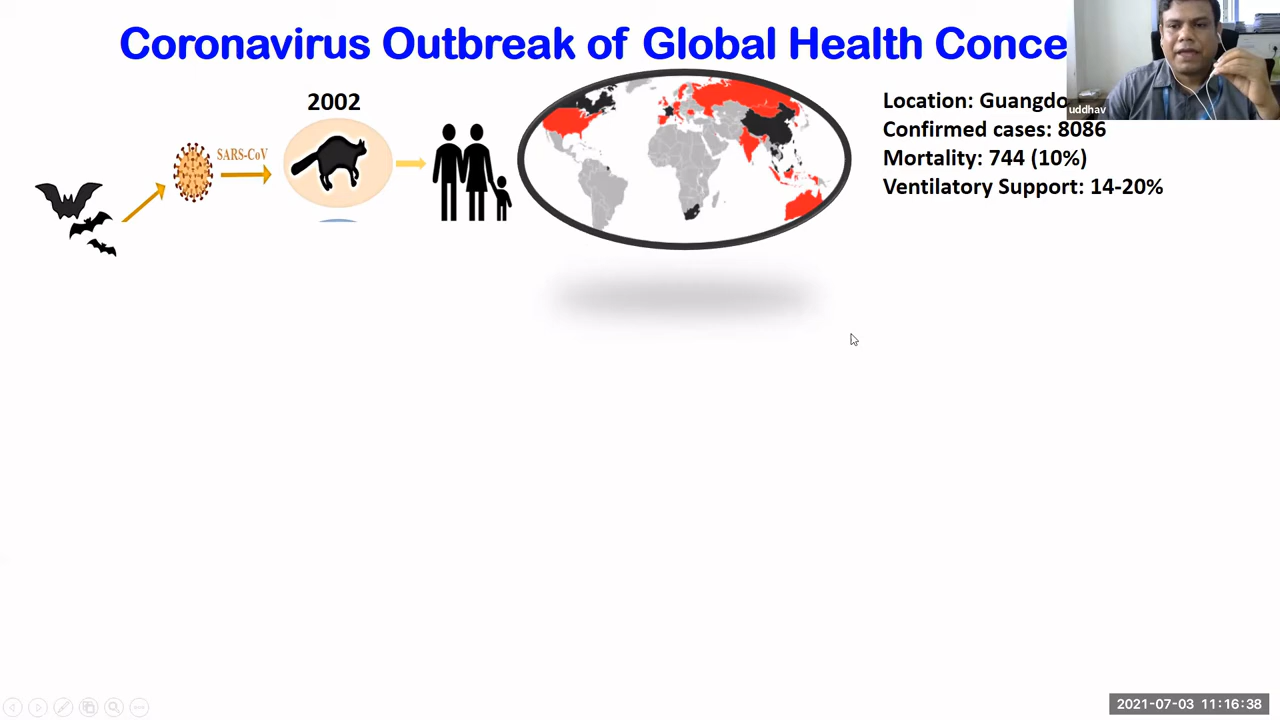 Coronavirus Outbreak of Global Health Conce
2002
SARS-CoV
Location: Guangdo
Confirmed cases: 8086
Mortality: 744 (10%)
Ventilatory Support: 14-20%
uddhav
2021-07-03 11:16:38